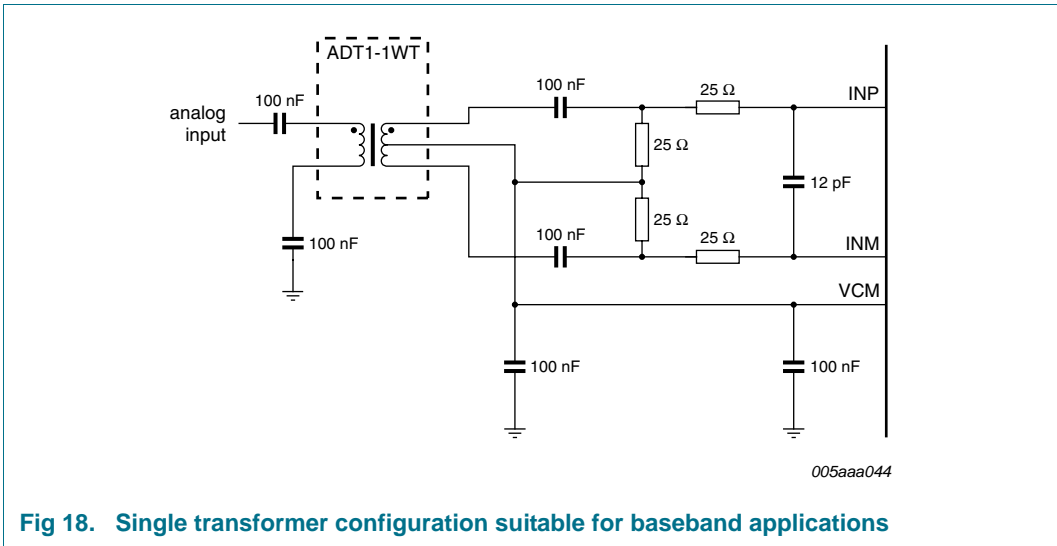 ADT1-1WT
100 nF
analog
input
100 nF
100 nF
25 Ω
INP
25 Ω
12 pF
25 Ω
100 nF
25 Ω
INM
VCM
100 nF
100 nF
005aaa044
Fig 18. Single transformer configuration suitable for baseband applications